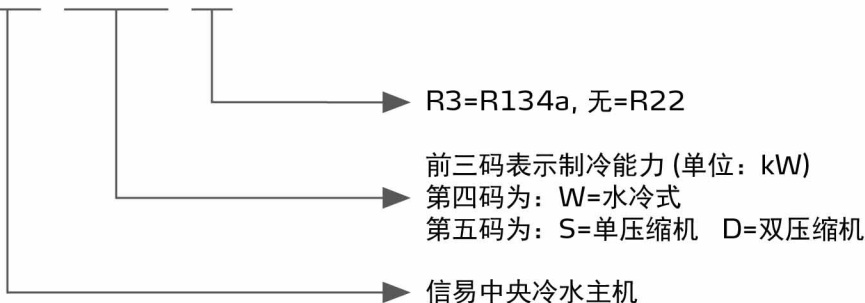 R3=R134a, 无=R22
前三码表示制冷能力 (单位：kW)
第四码为：W=水冷式
第五码为：S=单压缩机 D=双压缩机
信易中央冷水主机